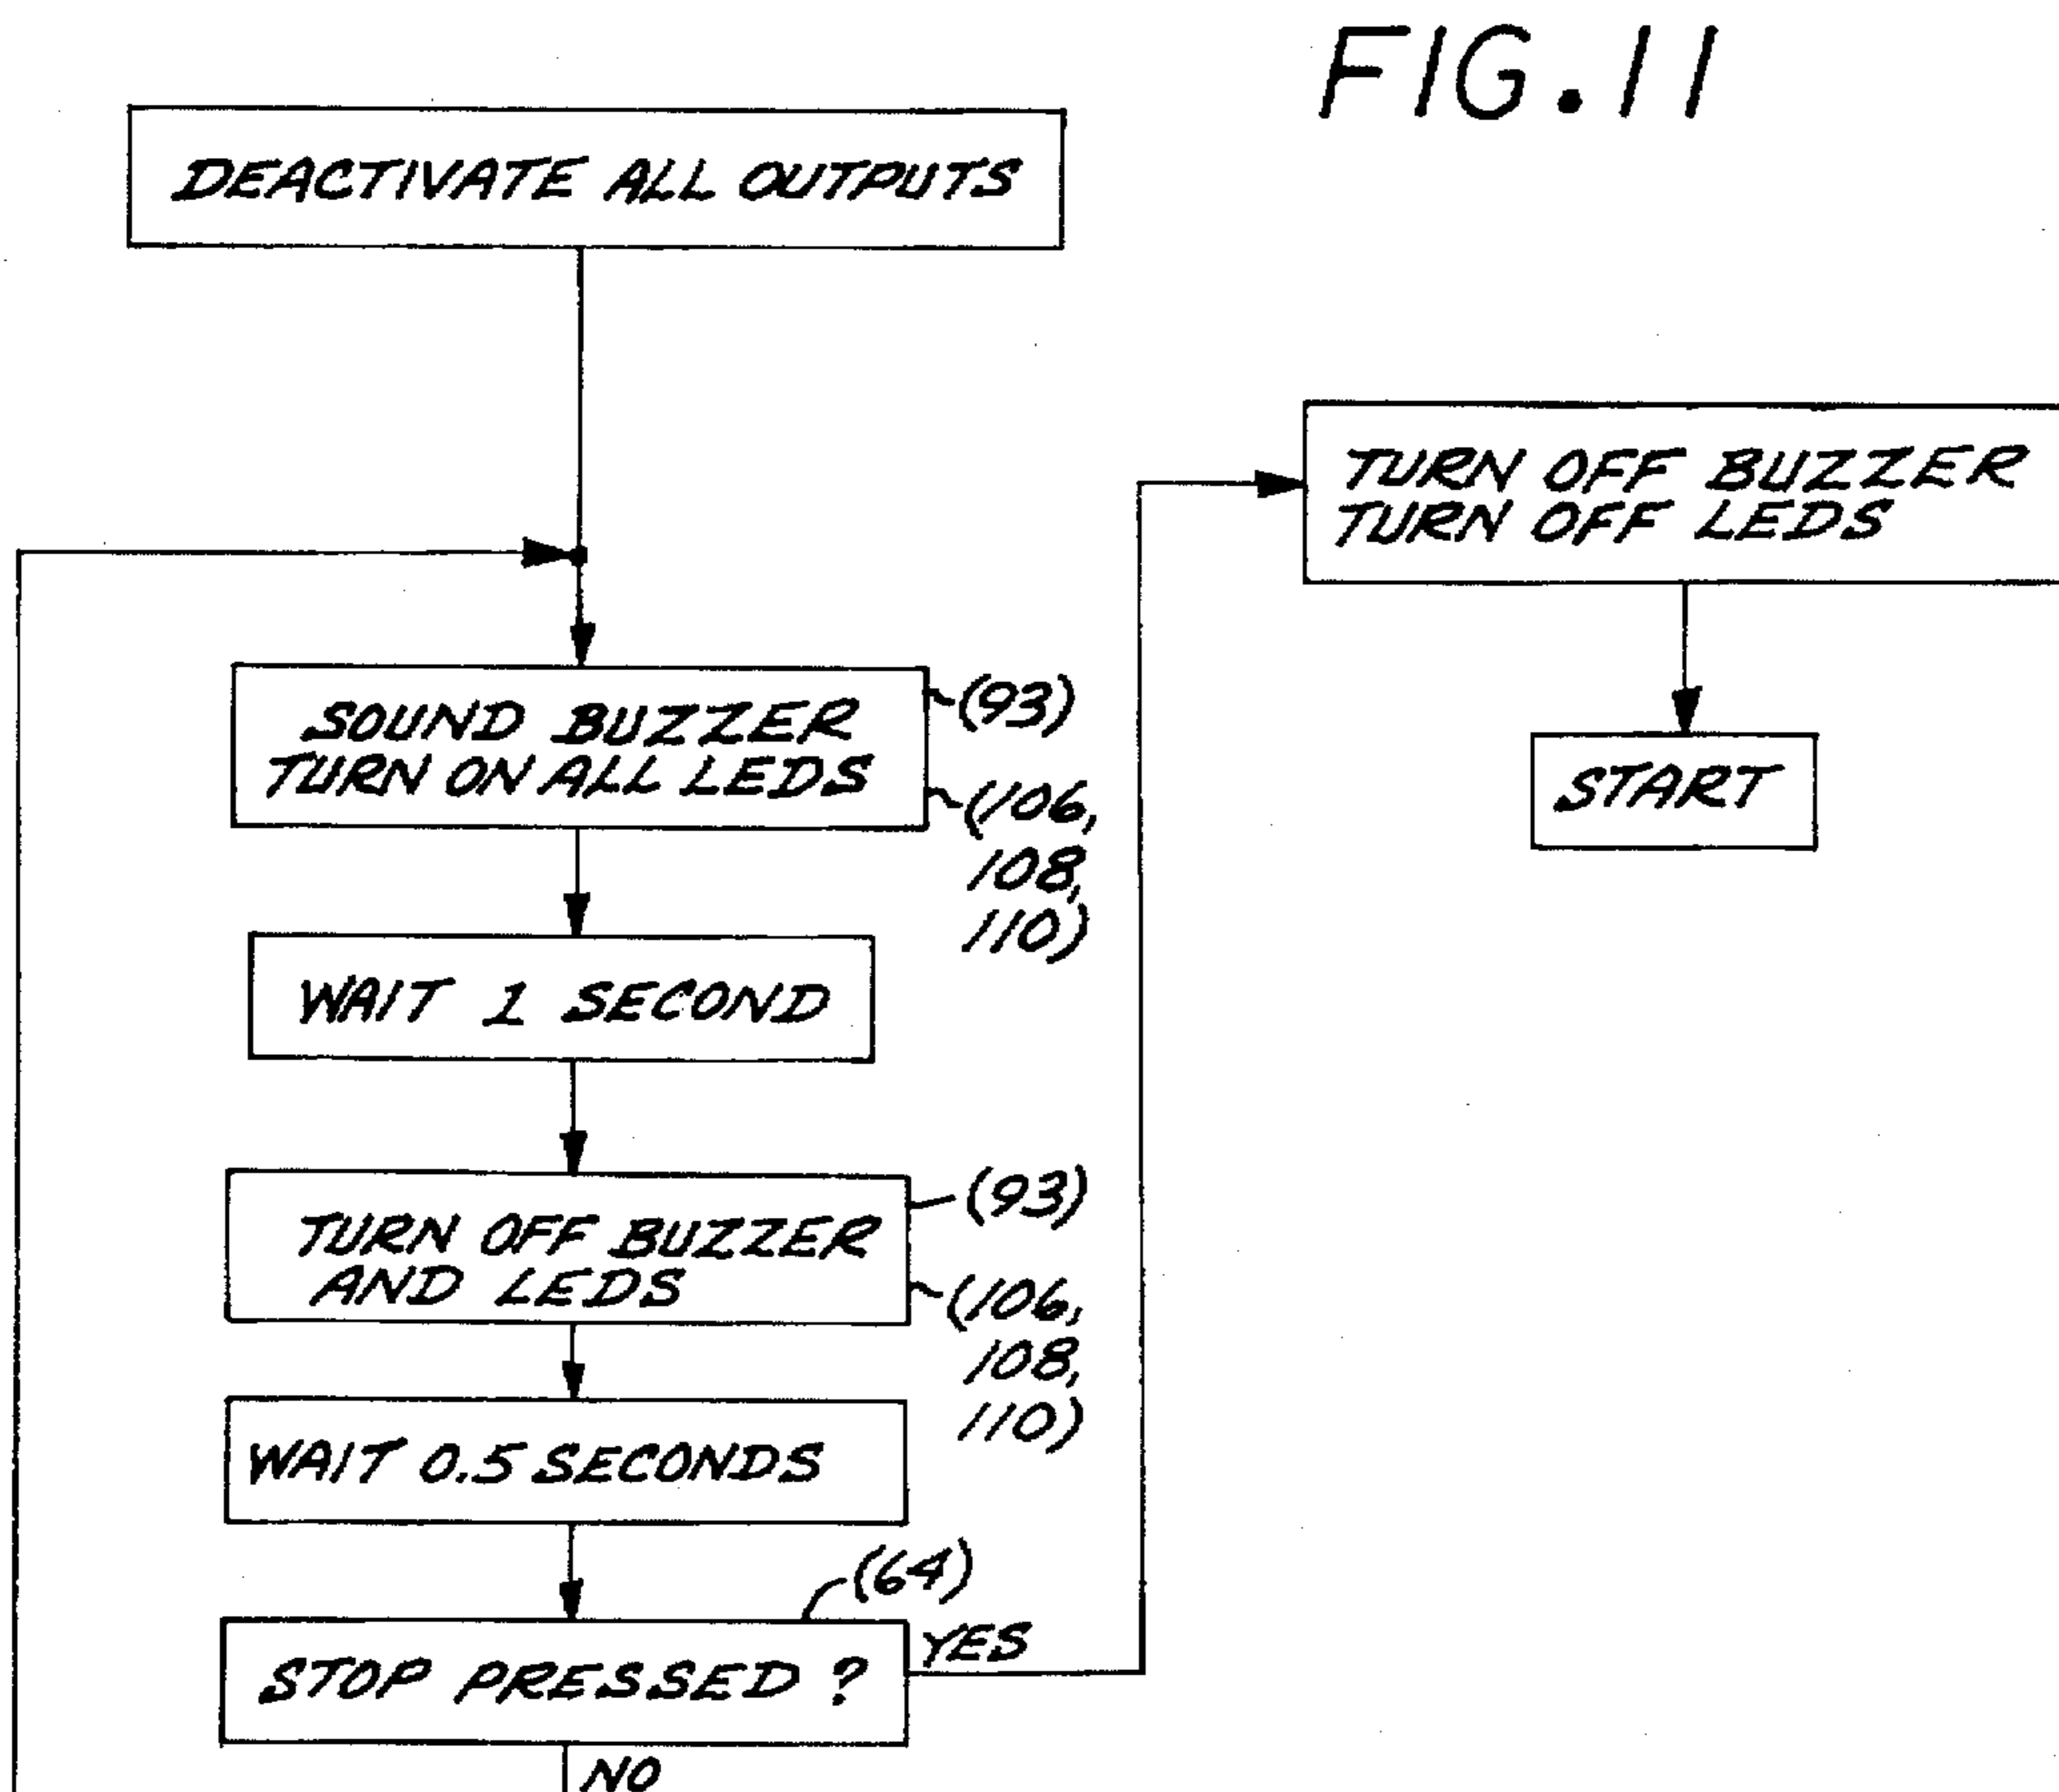 FIG. 11
DEACTIVATE ALL OUTPUTS
SOUND BUZZER
TURN ON ALL LEDS
(93)
(106,
108,
110)
WAIT 1 SECOND
TURN OFF BUZZER
AND LEDS
(93)
(106,
108,
110)
WAIT 0.5 SECONDS
(64)
STOP PRESSED ?
YES
NO
TURN OFF BUZZER
TURN OFF LEDS
START